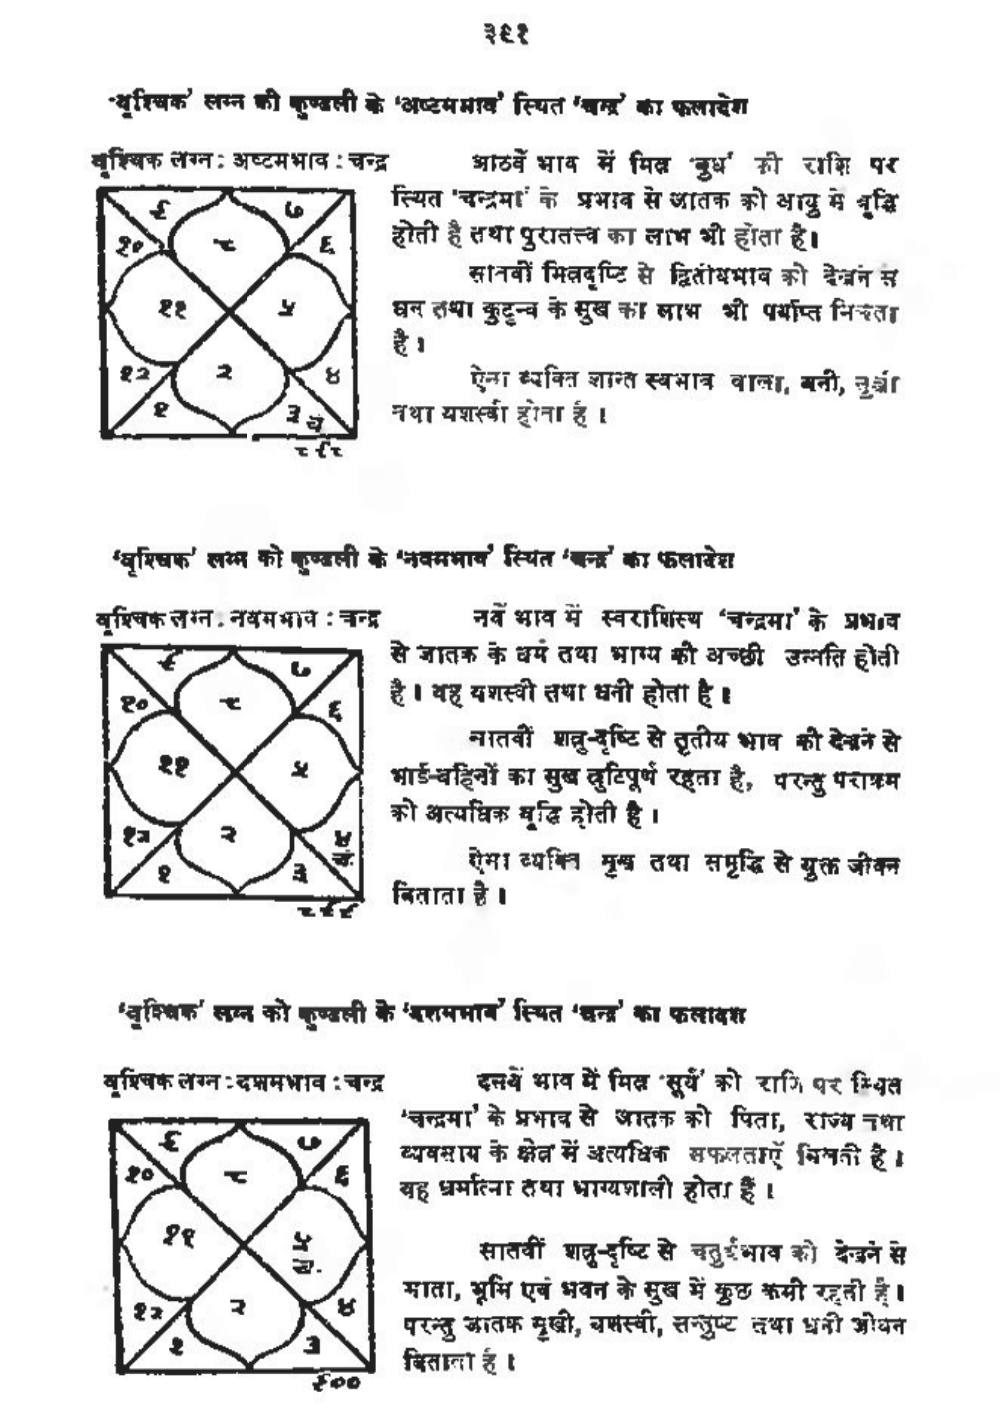 ३९१
'वृश्चिक' लग्न की कुण्डली के 'अष्टमभाव' स्थित 'चन्द्र' का फलादेश
वृश्चिक लग्न : अष्टमभाव : चन्द्र
आठवें भाव में मित्र 'बुध' की राशि पर
स्थित 'चन्द्रमा' के प्रभाव से जातक को आयु में वृद्धि
होती है तथा पुरातत्त्व का लाभ भी होता है।
सातवीं मित्रदृष्टि से द्वितीयभाव को देखने से
धन तथा कुटुम्ब के सुख का लाभ भी पर्याप्त मिलता
है।
ऐसा व्यक्ति शान्त स्वभाव वाला, धनी, सुखी
तथा यशस्वी होता है।
९
७
१०
८
६
११
५
१२
२
४
१
३ चं
८९८
'वृश्चिक' लग्न की कुण्डली के 'नवमभाव' स्थित 'चन्द्र' का फलादेश
वृश्चिक लग्न : नवमभाव : चन्द्र
नवें भाव में स्वराशिस्थ 'चन्द्रमा' के प्रभाव
से जातक के धर्म तथा भाग्य की अच्छी उन्नति होती
है। वह यशस्वी तथा धनी होता है।
सातवीं शत्रु-दृष्टि से तृतीय भाव को देखने से
भाई-बहिनों का सुख त्रुटिपूर्ण रहता है, परन्तु पराक्रम
की अत्यधिक वृद्धि होती है।
ऐसा व्यक्ति सुख तथा समृद्धि से युक्त जीवन
बिताता है।
९
७
१०
८
६
११
५
१२
२
४
चं.
१
३
८९९
'वृश्चिक' लग्न की कुण्डली के 'दशमभाव' स्थित 'चन्द्र' का फलादेश
वृश्चिक लग्न : दशमभाव : चन्द्र
दसवें भाव में मित्र 'सूर्य' की राशि पर स्थित
'चन्द्रमा' के प्रभाव से जातक को पिता, राज्य तथा
व्यवसाय के क्षेत्र में अत्यधिक सफलताएँ मिलती है।
वह धर्मात्मा तथा भाग्यशाली होता है।
सातवीं शत्रु-दृष्टि से चतुर्थभाव को देखने से
माता, भूमि एवं भवन के सुख में कुछ कमी रहती है।
परन्तु जातक सुखी, यशस्वी, सन्तुष्ट तथा धनी जीवन
बिताता है।
९
७
१०
८
६
११
५
चं.
१२
२
४
१
३
९००